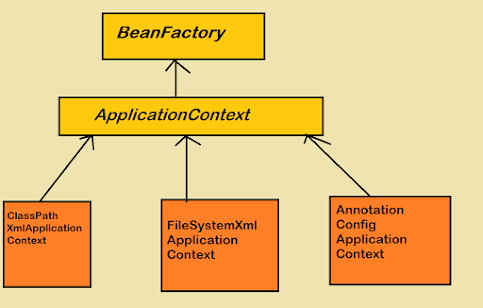 BeanFactory
ApplicationContext
ClassPath
XmlApplication
Context
FileSystemXml
Application
Context
Annotation
Config
Application
Context